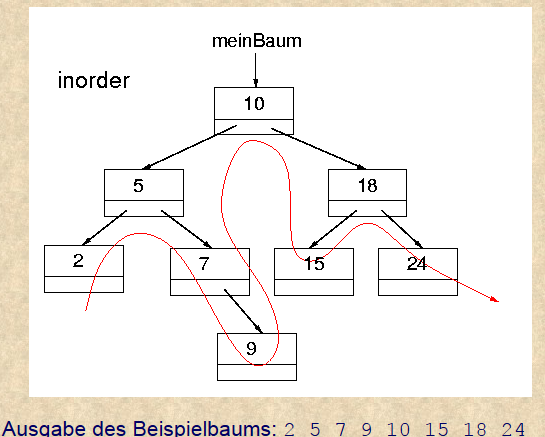 meinBaum
inorder
10
5 18
2 7 15 24
9
Ausgabe des Beispielbaums: 2 5 7 9 10 15 18 24